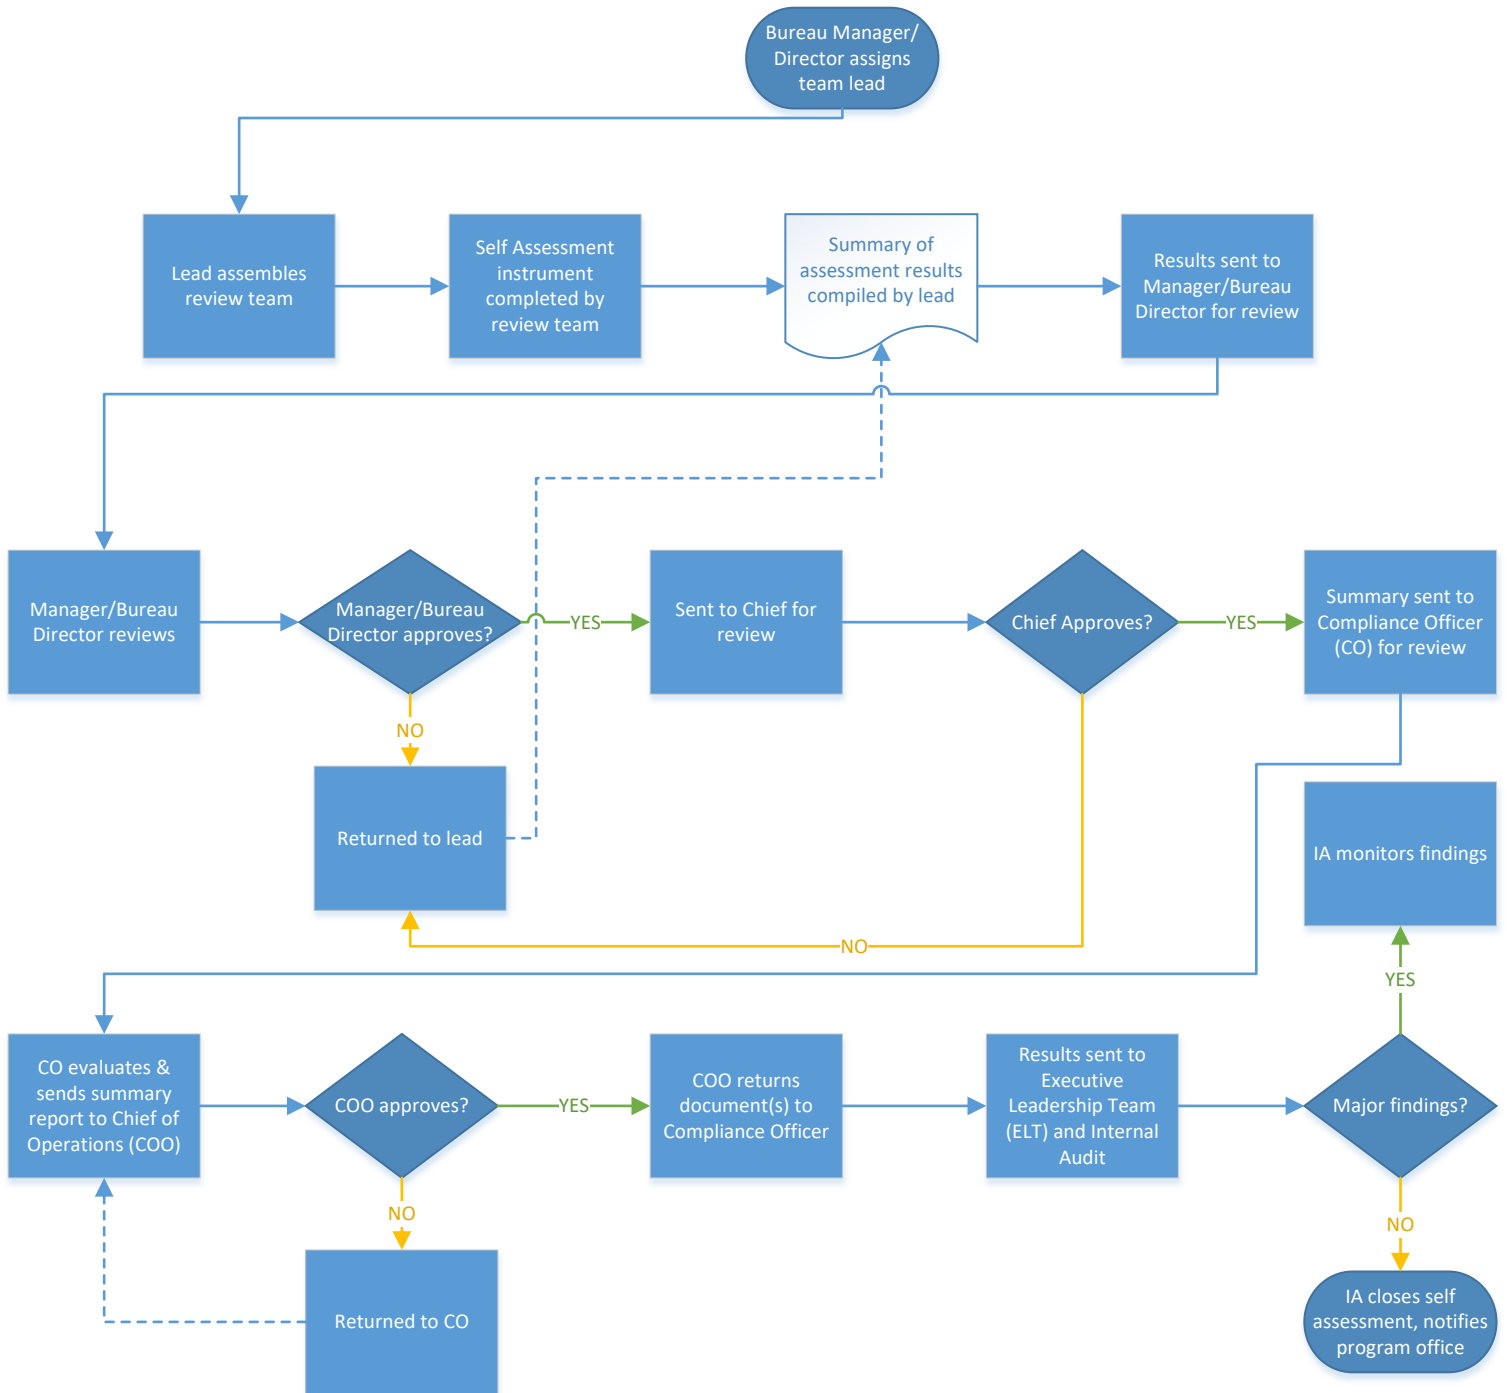 Bureau Manager/
Director assigns
team lead
Lead assembles
review team
Self Assessment
instrument
completed by
review team
Summary of
assessment results
compiled by lead
Results sent to
Manager/Bureau
Director for review
Manager/Bureau
Director reviews
Manager/Bureau
Director approves?
YES
Sent to Chief for
review
Chief Approves?
YES
Summary sent to
Compliance Officer
(CO) for review
NO
Returned to lead
NO
IA monitors findings
YES
CO evaluates &
sends summary
report to Chief of
Operations (COO)
COO approves?
YES
COO returns
document(s) to
Compliance Officer
Results sent to
Executive
Leadership Team
(ELT) and Internal
Audit
Major findings?
NO
Returned to CO
NO
IA closes self
assessment, notifies
program office